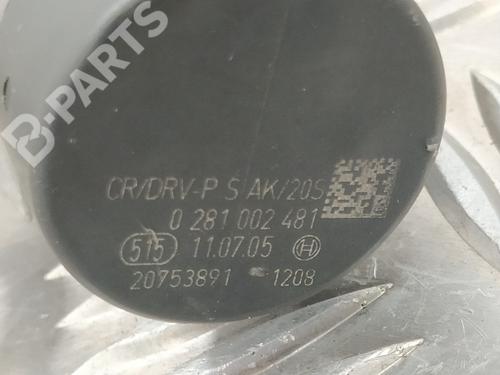 B-PARTS
CR/DRV-P S AK/20S
0 281 002 481
515 11.07.05 H
20753891 1208